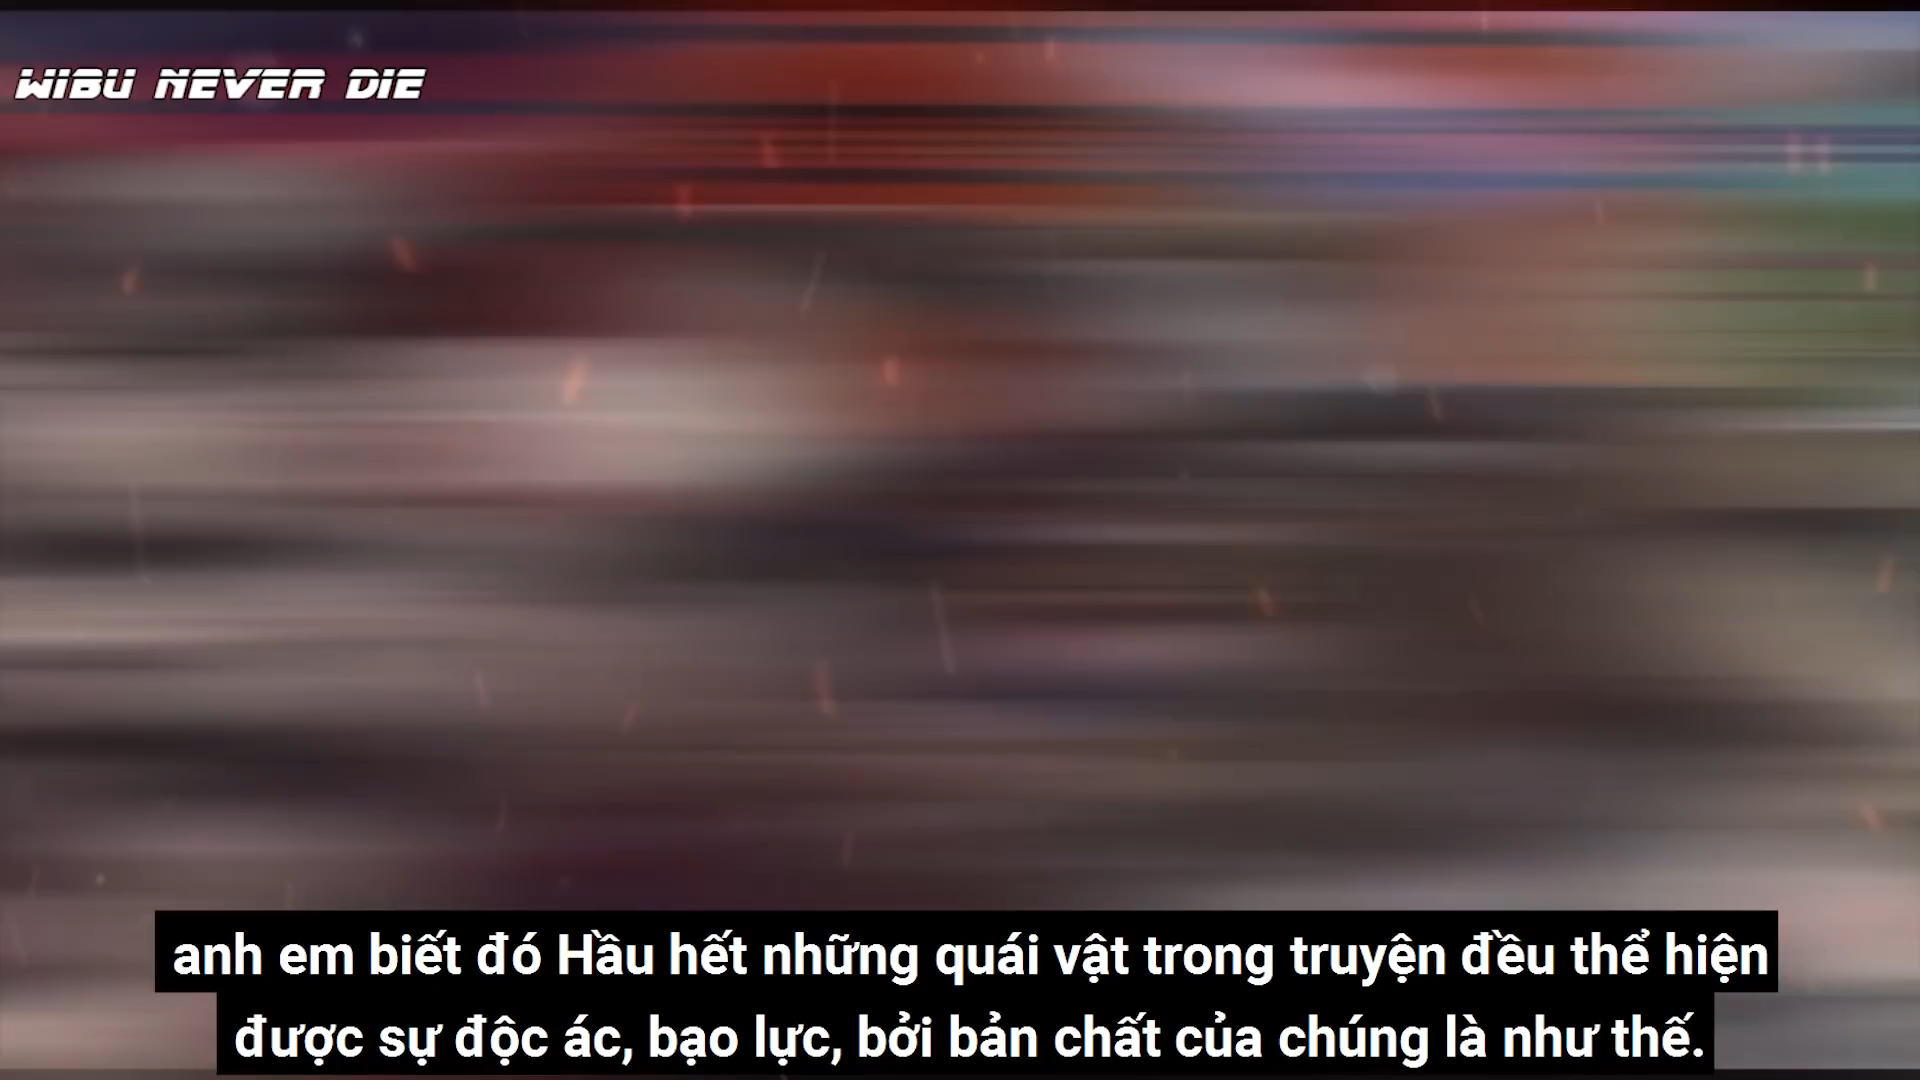 WIBU NEVER DIE
anh em biết đó Hầu hết những quái vật trong truyện đều thể hiện
được sự độc ác, bạo lực, bởi bản chất của chúng là như thế.